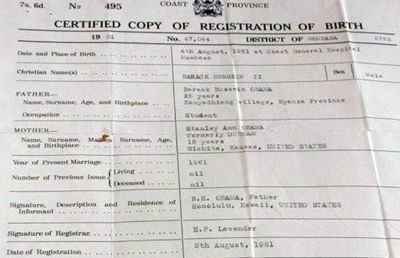 COAST PROVINCE
7s. 6d. No 495
CERTIFIED COPY OF REGISTRATION OF BIRTH
1961 No. 47,044 DISTRICT OF MOMBASA
Date and Place of Birth 4th August, 1961 at Coast General Hospital
Mombasa
Christian Name(s) BARACK HUSSEIN II Sex Male
FATHER—
Name, Surname, Age, and Birthplace
Barack Hussein OBAMA
26 years
Kanyadhiang village, Nyanza Province
Occupation Student
MOTHER—
Name, Surname, Maiden Surname, Age,
and Birthplace
Stanley Ann OBAMA
formerly DUNHAM
18 years
Wichita, Kansas, UNITED STATES
Year of Present Marriage 1961
Number of Previous Issue
Living nil
Deceased nil
Signature, Description and Residence of
Informant
B.H. OBAMA, Father
Honolulu, Hawaii, UNITED STATES
Signature of Registrar E.F. Lavender
Date of Registration 5th August, 1961